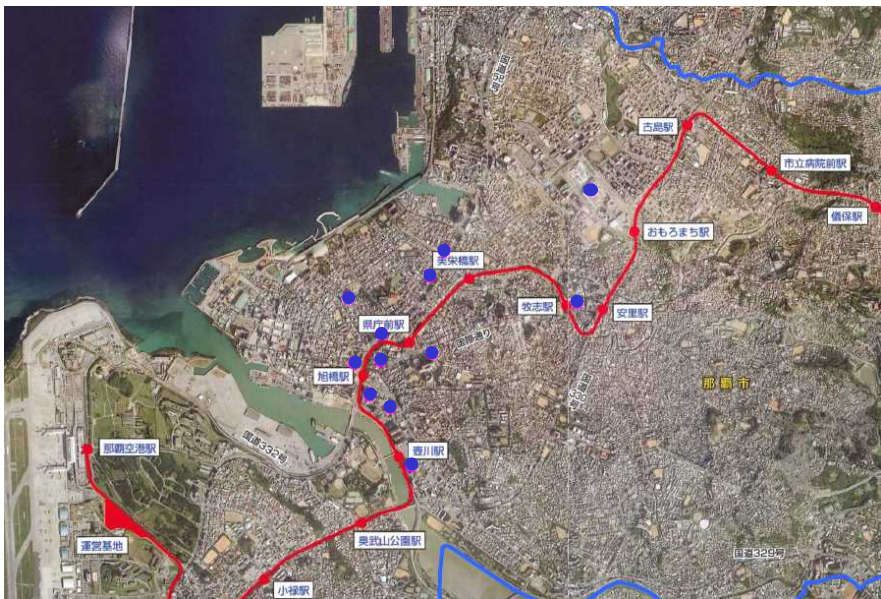 国道58号
古島駅
市立病院前駅
儀保駅
おもろまち駅
美栄橋駅
牧志駅
安里駅
県庁前駅
国際通り
旭橋駅
那覇市
国道332号
那覇空港駅
壺川駅
運営基地
奥武山公園駅
国道329号
小禄駅